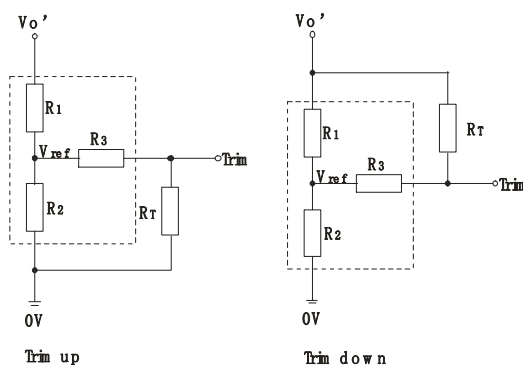 Vo'
R1
Vref
R3
Trim
R2
RT
0V
Trim up
Vo'
R1
RT
Vref
R3
Trim
R2
0V
Trim down